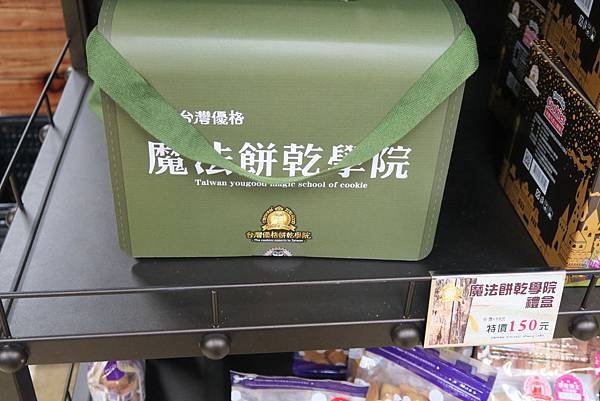 台灣優格
魔法餅乾學院
Taiwan yougood magic school of cookie
台灣優格餅乾學院
魔法餅乾學院
禮盒
特價150元